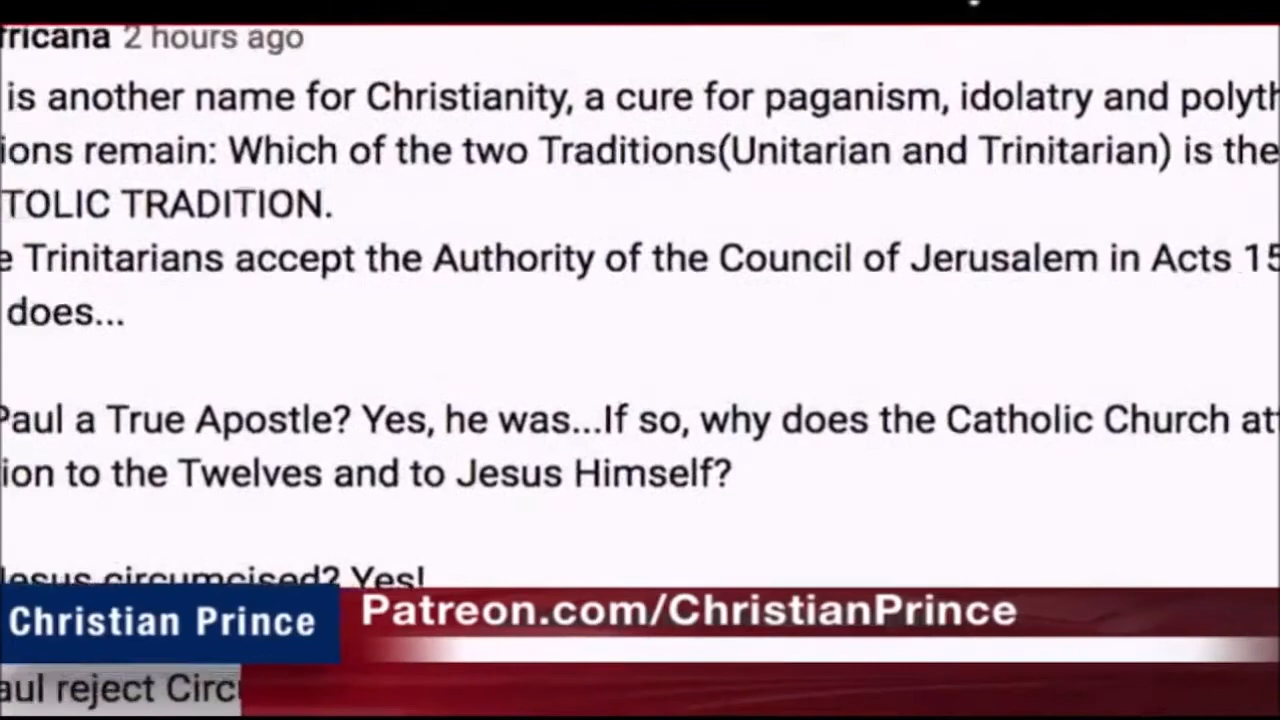 fricana 2 hours ago
is another name for Christianity, a cure for paganism, idolatry and polyth
ions remain: Which of the two Traditions(Unitarian and Trinitarian) is the
TOLIC TRADITION.
e Trinitarians accept the Authority of the Council of Jerusalem in Acts 15
does...
Paul a True Apostle? Yes, he was...If so, why does the Catholic Church at
ion to the Twelves and to Jesus Himself?
Jesus circumcised? Yes!
Christian Prince
Patreon.com/ChristianPrince
aul reject Circ